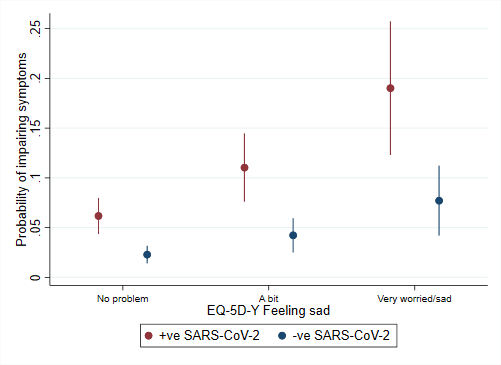 Probability of impairing symptoms
.25
.2
.15
.1
.05
0
No problem
A bit
Very worried/sad
EQ-5D-Y Feeling sad
+ve SARS-CoV-2
-ve SARS-CoV-2